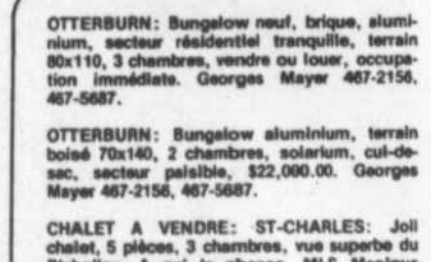 OTTERBURN: Bungalow neuf, brique, alumi-
nium, secteur résidentiel tranquille, terrain
80x110, 3 chambres, vendre ou louer, occupa-
tion immédiate. Georges Mayer 467-2156,
467-5687.
OTTERBURN: Bungalow aluminium, terrain
boisé 70x140, 2 chambres, solarium, cul-de-
sac, secteur paisible, $22,000.00. Georges
Mayer 467-2156, 467-5687.
CHALET A VENDRE: ST-CHARLES: Joli
chalet, 5 pièces, 3 chambres, vue superbe du